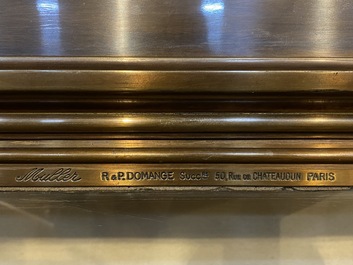 Muller R & P. DOMANGE Succrs 50, RUE DE CHATEAUDUN PARIS